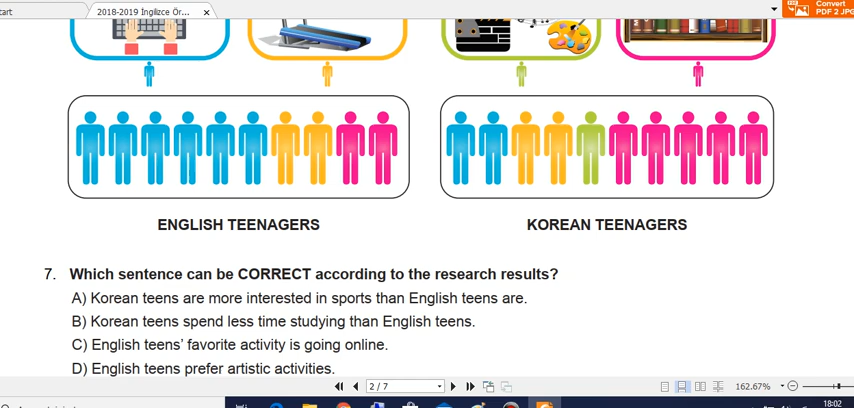 tart
2018-2019 İngilizce Ör... ×
Convert
PDF 2 JPG
ENGLISH TEENAGERS
KOREAN TEENAGERS
7. Which sentence can be CORRECT according to the research results?
A) Korean teens are more interested in sports than English teens are.
B) Korean teens spend less time studying than English teens.
C) English teens’ favorite activity is going online.
D) English teens prefer artistic activities.
2 / 7
162.67%
18:02